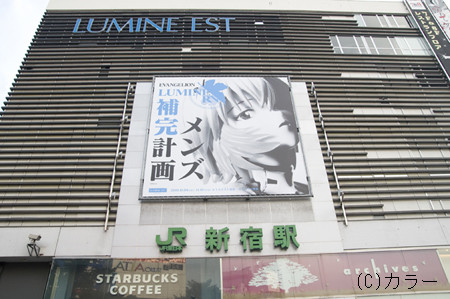 LUMINE EST
EVANGELION ×
LUMINE
補完計画
メンズ
JR 新宿駅
STARBUCKS
COFFEE
archives
(C)カラー